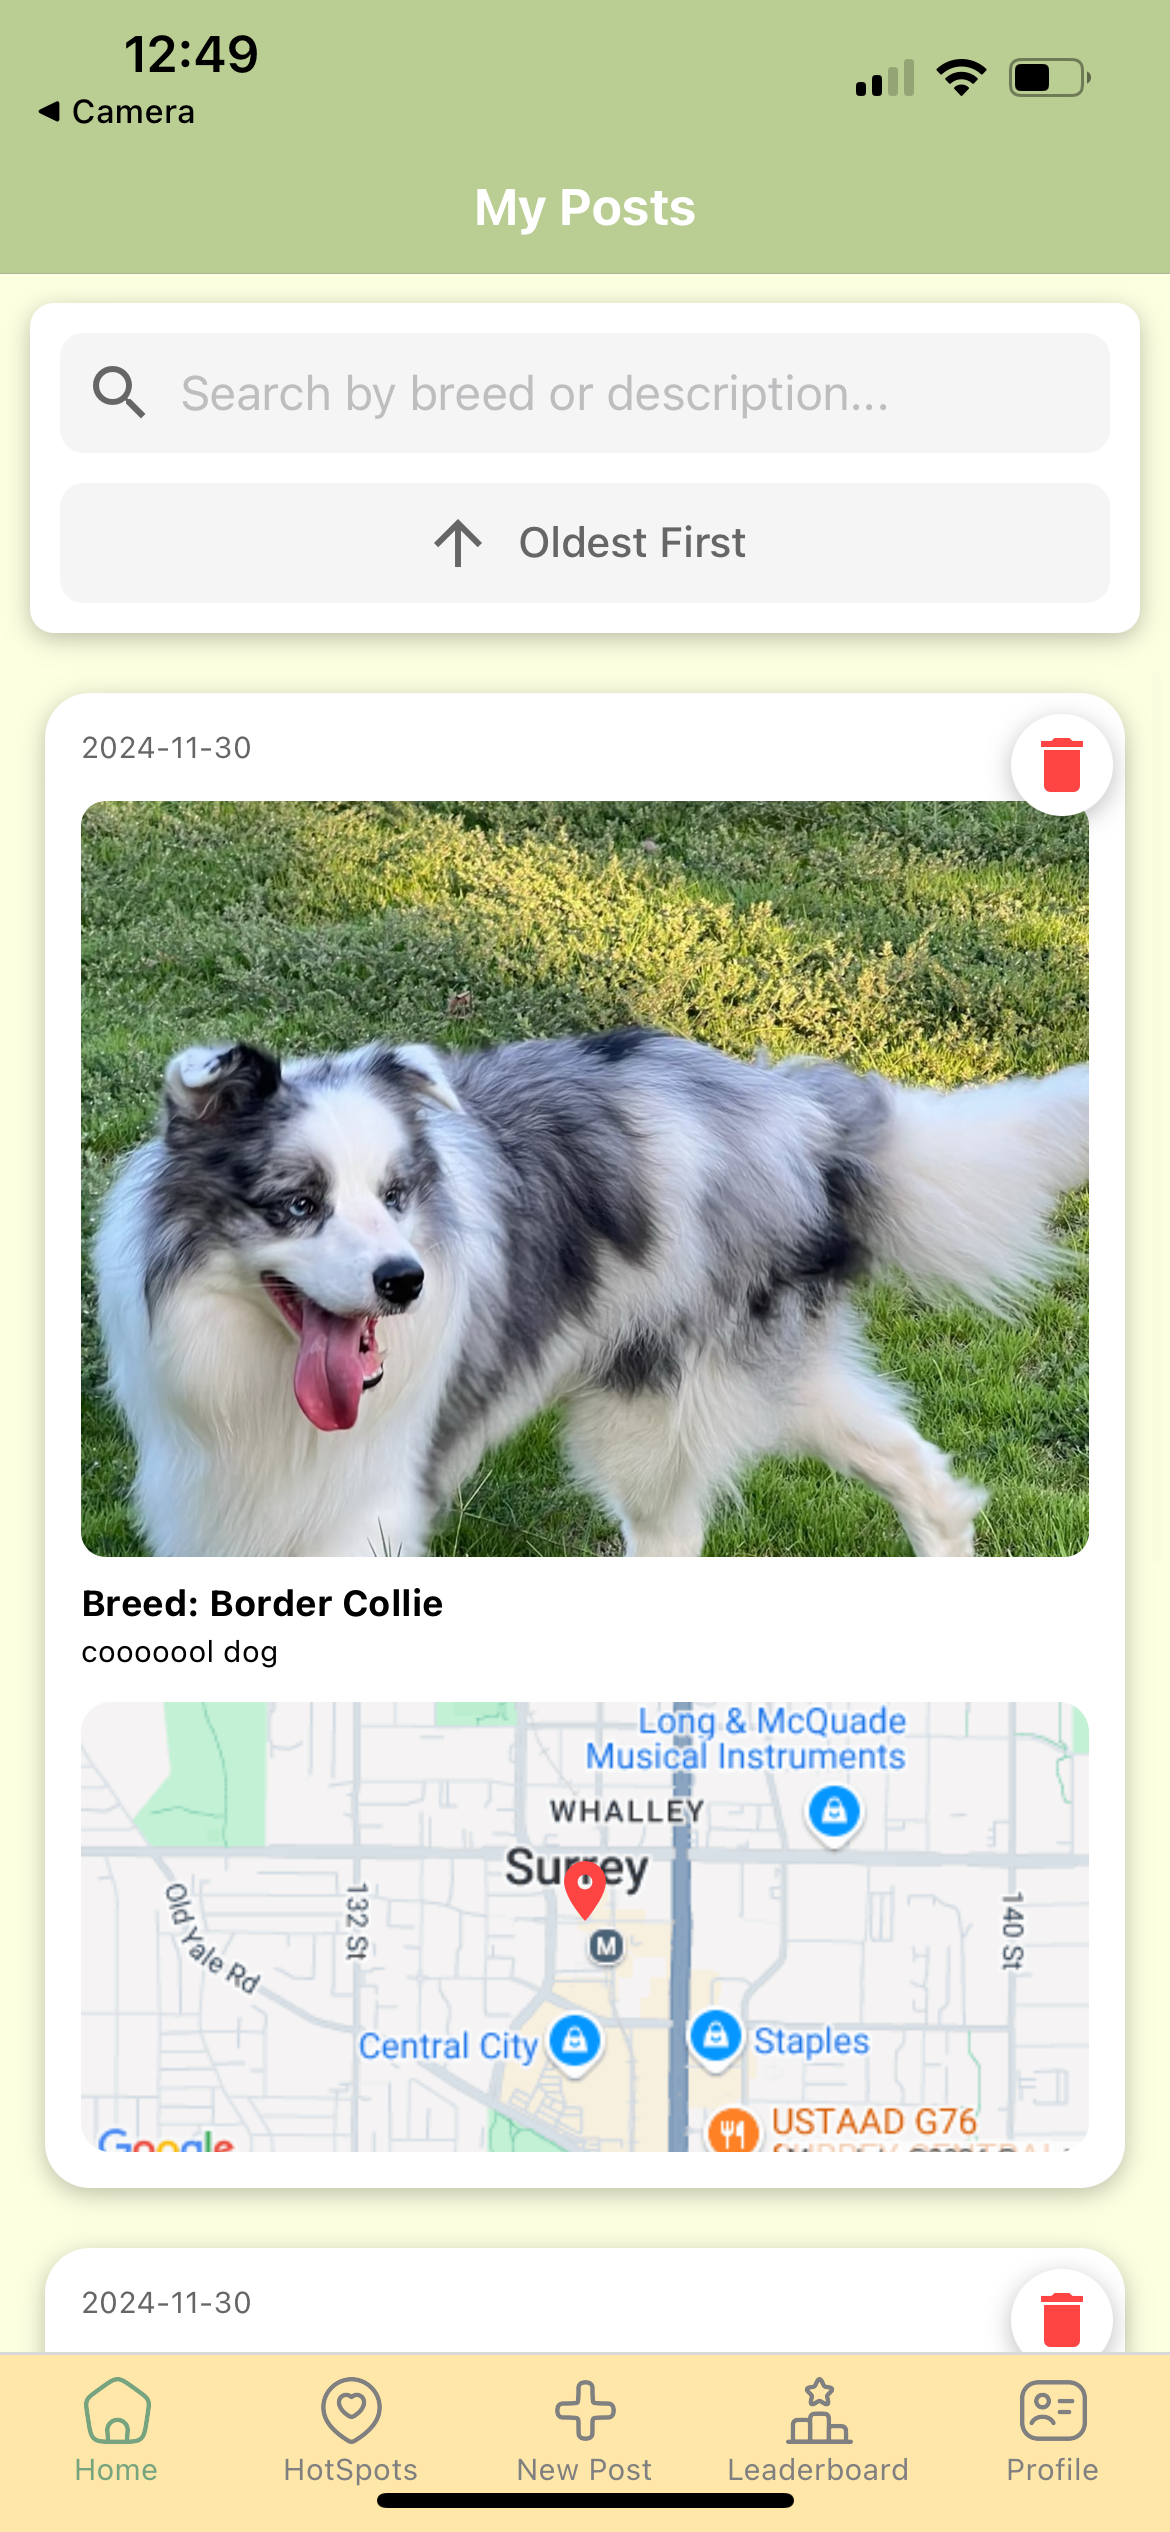 12:49
Camera
My Posts
Search by breed or description...
Oldest First
2024-11-30
Breed: Border Collie
cooooool dog
Long & McQuade
Musical Instruments
WHALLEY
Surrey
Old Yale Rd
132 St
140 St
M
Central City
Staples
USTAAD G76
Google
2024-11-30
Home
HotSpots
New Post
Leaderboard
Profile